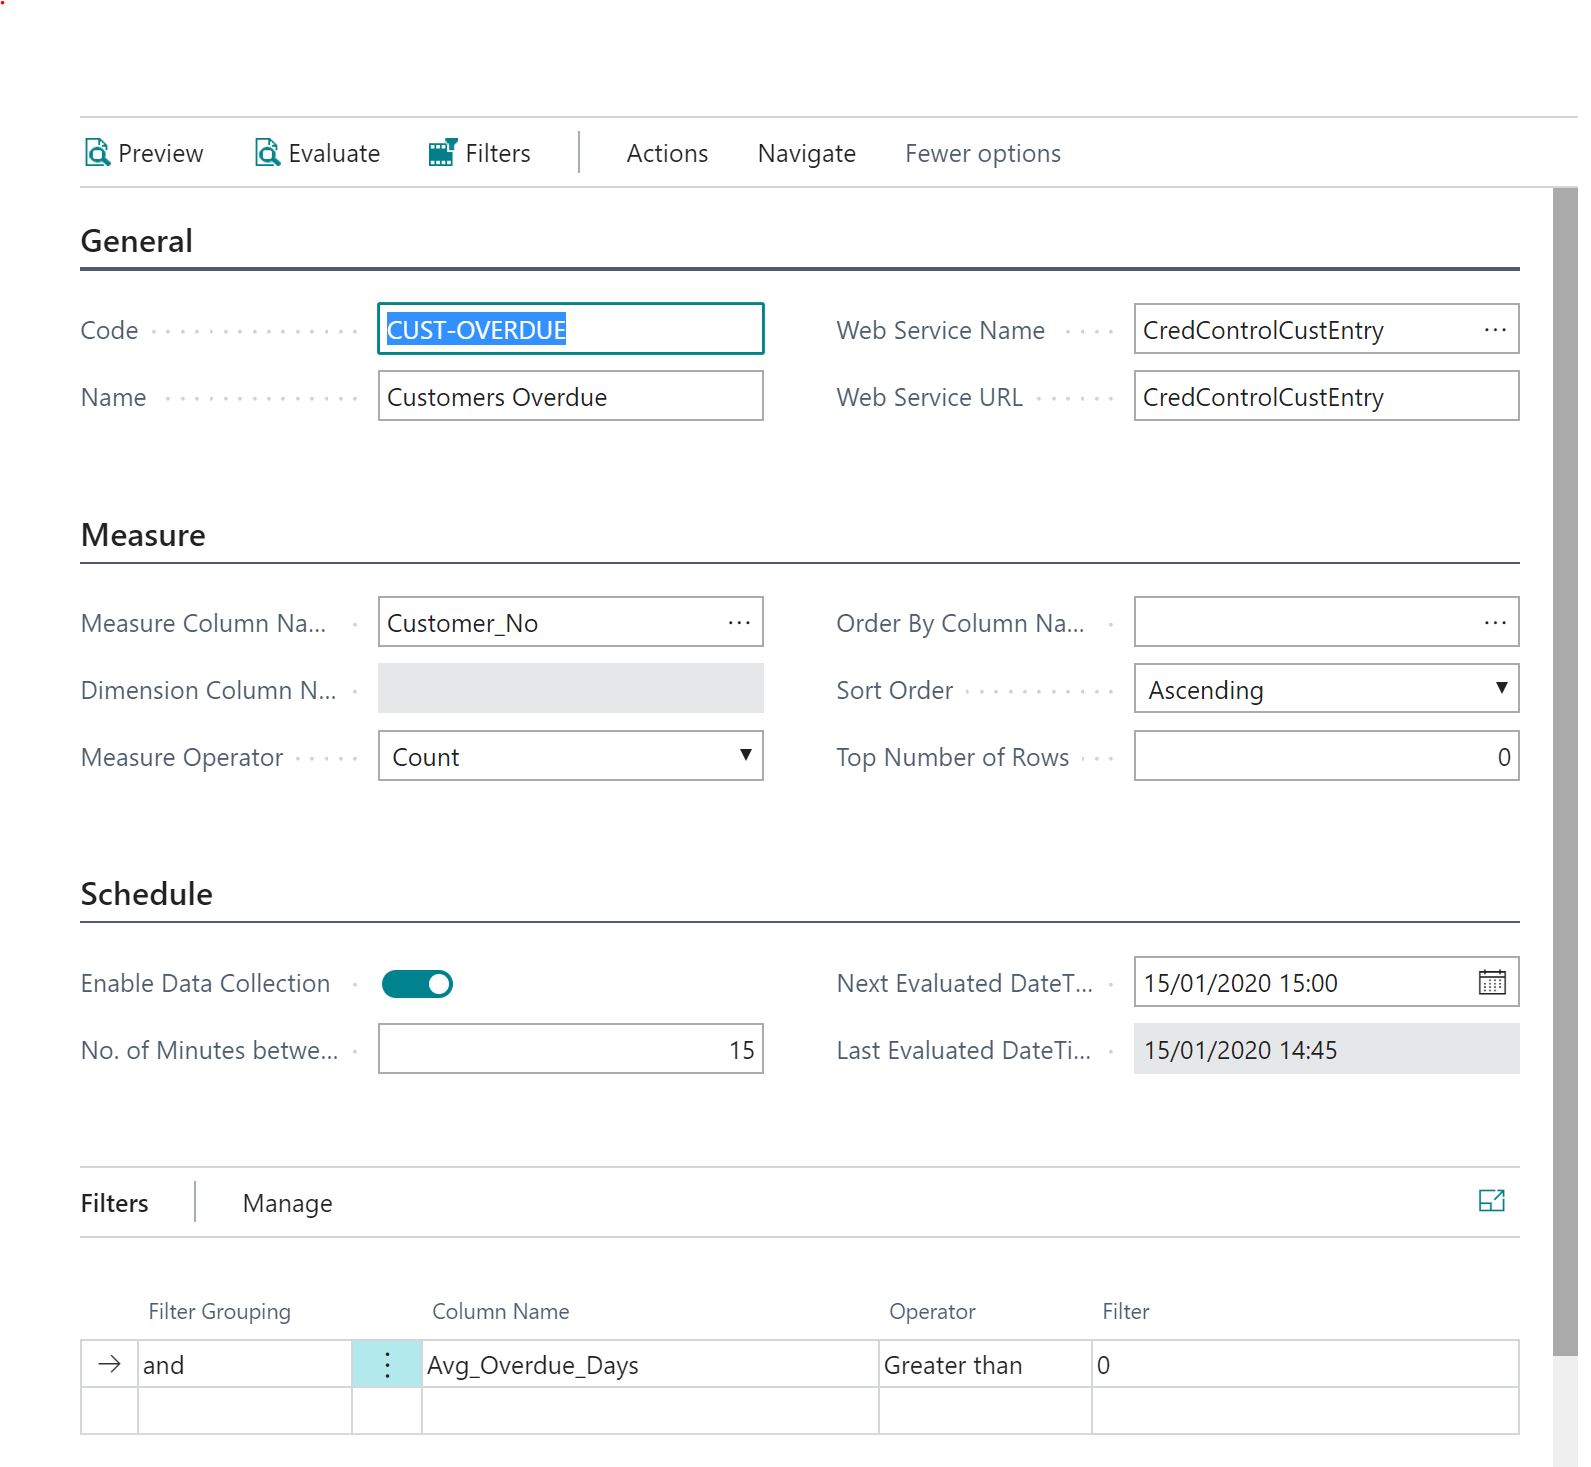 Preview Evaluate Filters Actions Navigate Fewer options
General
Code CUST-OVERDUE Web Service Name CredControlCustEntry ...
Name Customers Overdue Web Service URL CredControlCustEntry
Measure
Measure Column Na... Customer_No ... Order By Column Na... ...
Dimension Column N... Sort Order Ascending
Measure Operator Count Top Number of Rows 0
Schedule
Enable Data Collection Next Evaluated DateT... 15/01/2020 15:00
No. of Minutes betwe... 15 Last Evaluated DateTi... 15/01/2020 14:45
Filters Manage
Filter Grouping Column Name Operator Filter
and Avg_Overdue_Days Greater than 0